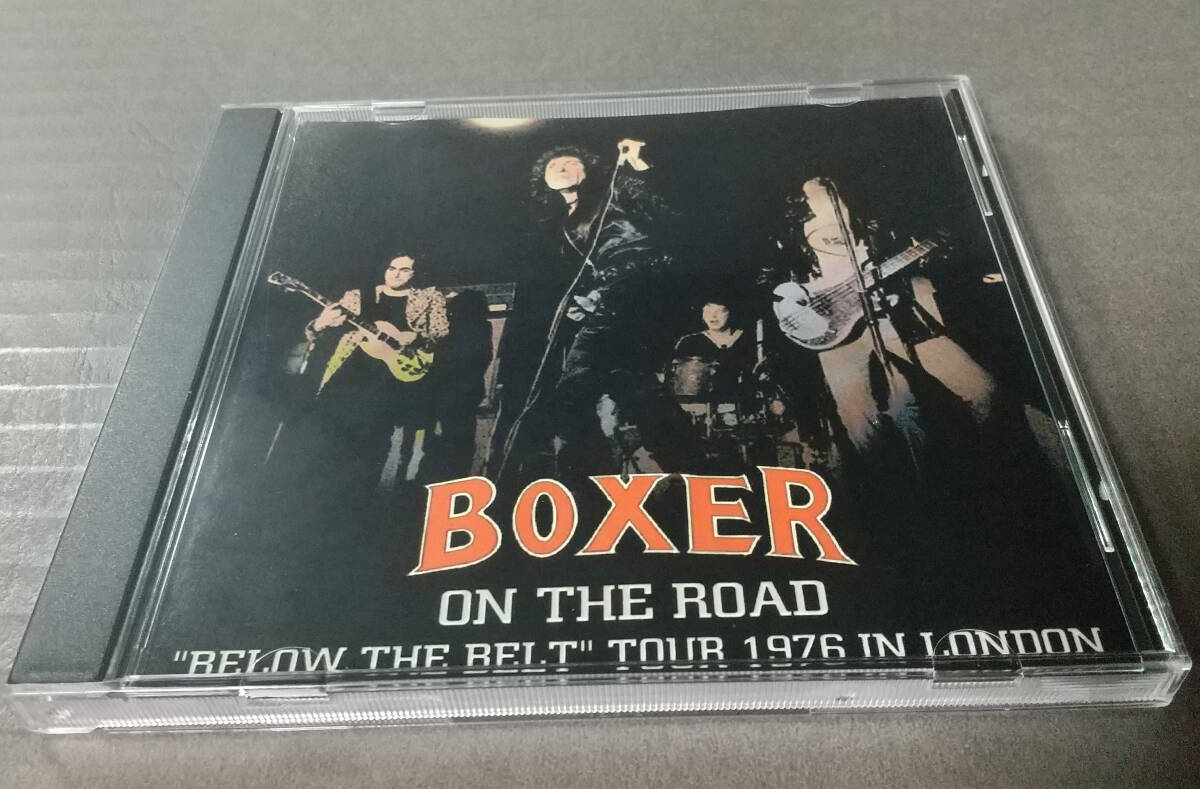 BOXER
ON THE ROAD
"BELOW THE BELT" TOUR 1976 IN LONDON